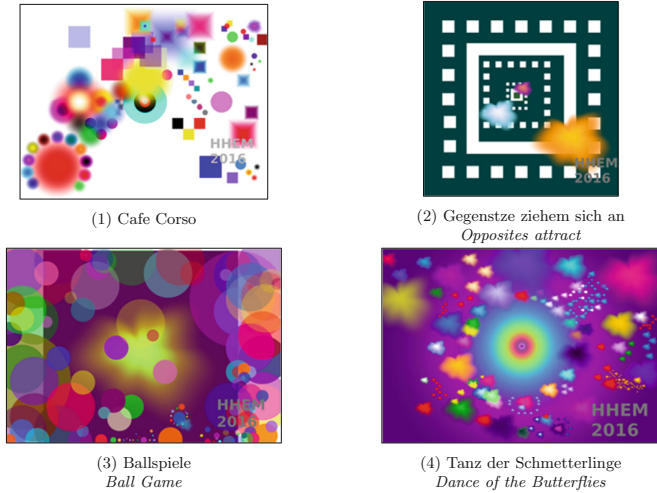 HHEM
2016
HHEM
2016
(1) Cafe Corso
(2) Gegenstze ziehem sich an
Opposites attract
HHEM
2016
HHEM
2016
(3) Ballspiele
Ball Game
(4) Tanz der Schmetterlinge
Dance of the Butterflies